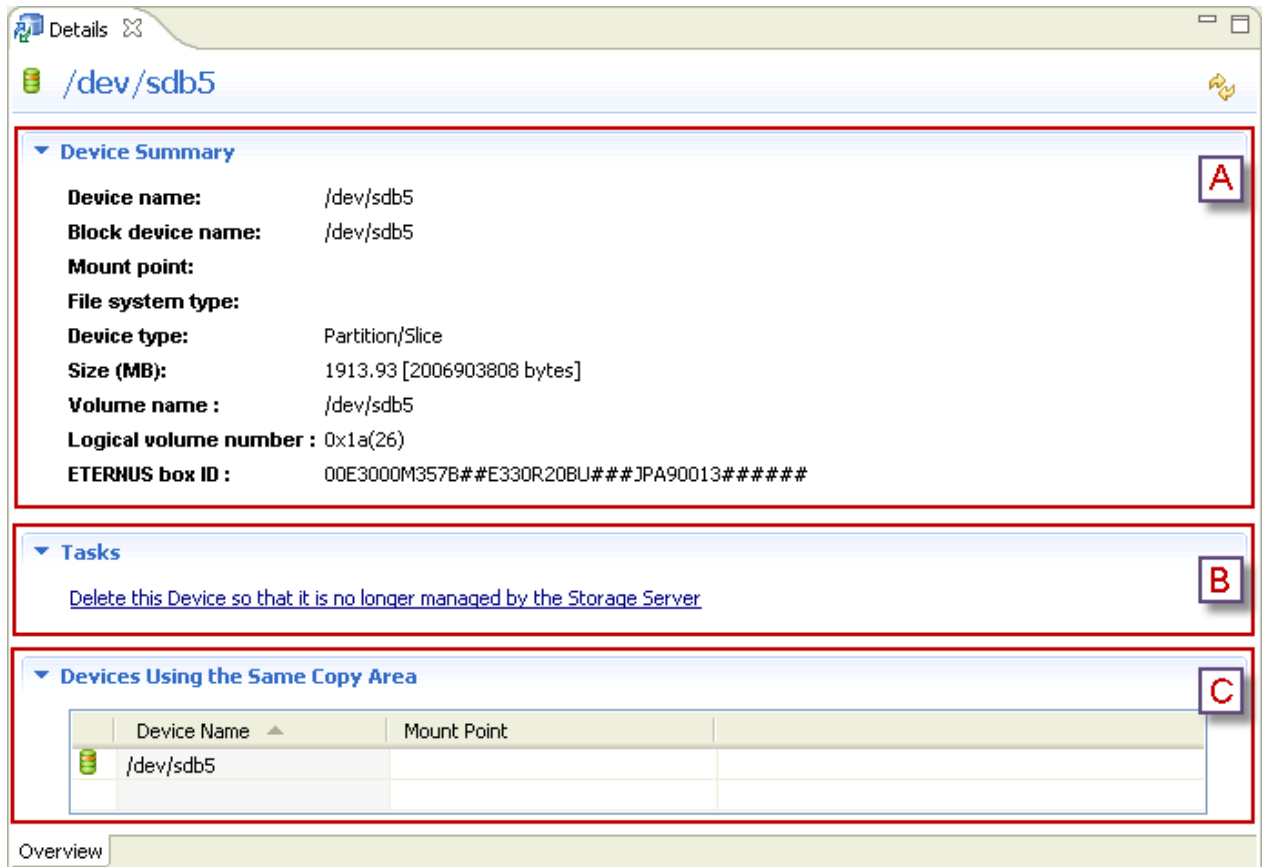 Details
/dev/sdb5
Device Summary
A
Device name: /dev/sdb5
Block device name: /dev/sdb5
Mount point:
File system type:
Device type: Partition/Slice
Size (MB): 1913.93 [2006903808 bytes]
Volume name : /dev/sdb5
Logical volume number : 0x1a(26)
ETERNUS box ID : 00E3000M357B##E330R20BU###JPA90013######
Tasks
B
Delete this Device so that it is no longer managed by the Storage Server
Devices Using the Same Copy Area
C
Device Name Mount Point
/dev/sdb5
Overview